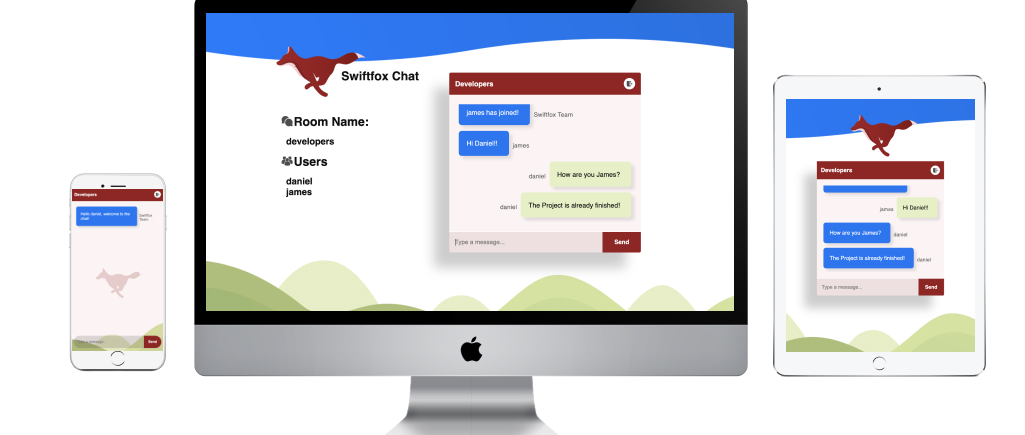 Developers
Hello daniel, welcome to the
chat!
Swiftfox
Team
Type a message...
Send
Swiftfox Chat
Room Name:
developers
Users
daniel
james
Developers
james has joined!
Swiftfox Team
Hi Daniel!!
james
daniel
How are you James?
daniel
The Project is already finished!
Type a message...
Send
Developers
james
Hi Daniel!!
How are you James?
daniel
The Project is already finished!
daniel
Type a message...
Send